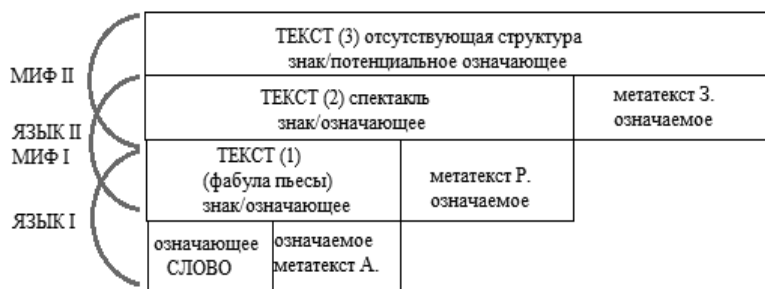 ТЕКСТ (3) отсутствующая структура
знак/потенциальное означающее
МИФ II
ТЕКСТ (2) спектакль
знак/означающее
метатекст З.
означаемое
ЯЗЫК II
МИФ I
ТЕКСТ (1)
(фабула пьесы)
знак/означающее
метатекст Р.
означаемое
ЯЗЫК I
означающее
СЛОВО
означаемое
метатекст А.